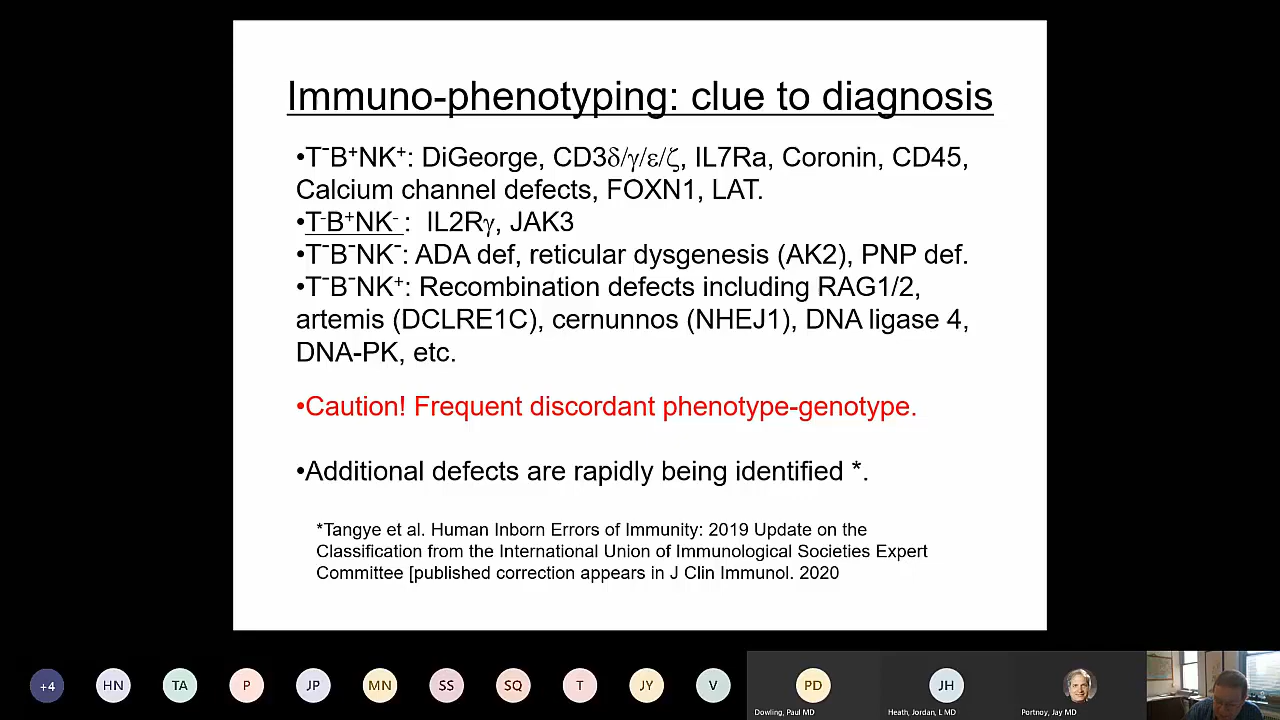 Immuno-phenotyping: clue to diagnosis
•T⁻B⁺NK⁺: DiGeorge, CD3δ/γ/ε/ζ, IL7Ra, Coronin, CD45,
Calcium channel defects, FOXN1, LAT.
•T⁻B⁺NK⁻: IL2Rγ, JAK3
•T⁻B⁻NK⁻: ADA def, reticular dysgenesis (AK2), PNP def.
•T⁻B⁻NK⁺: Recombination defects including RAG1/2,
artemis (DCLRE1C), cernunnos (NHEJ1), DNA ligase 4,
DNA-PK, etc.
•Caution! Frequent discordant phenotype-genotype.
•Additional defects are rapidly being identified *.
*Tangye et al. Human Inborn Errors of Immunity: 2019 Update on the
Classification from the International Union of Immunological Societies Expert
Committee [published correction appears in J Clin Immunol. 2020
+4 HN TA P JP MN SS SQ T JY V PD JH
Dowling, Paul MD Heath, Jordan, L MD Portnoy, Jay MD